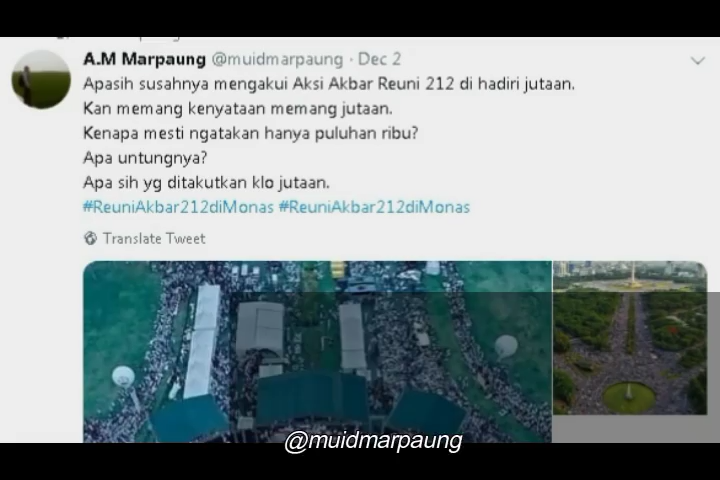 A.M Marpaung @muidmarpaung · Dec 2
Apasih susahnya mengakui Aksi Akbar Reuni 212 di hadiri jutaan.
Kan memang kenyataan memang jutaan.
Kenapa mesti ngatakan hanya puluhan ribu?
Apa untungnya?
Apa sih yg ditakutkan klo jutaan.
#ReuniAkbar212diMonas #ReuniAkbar212diMonas
Translate Tweet
@muidmarpaung